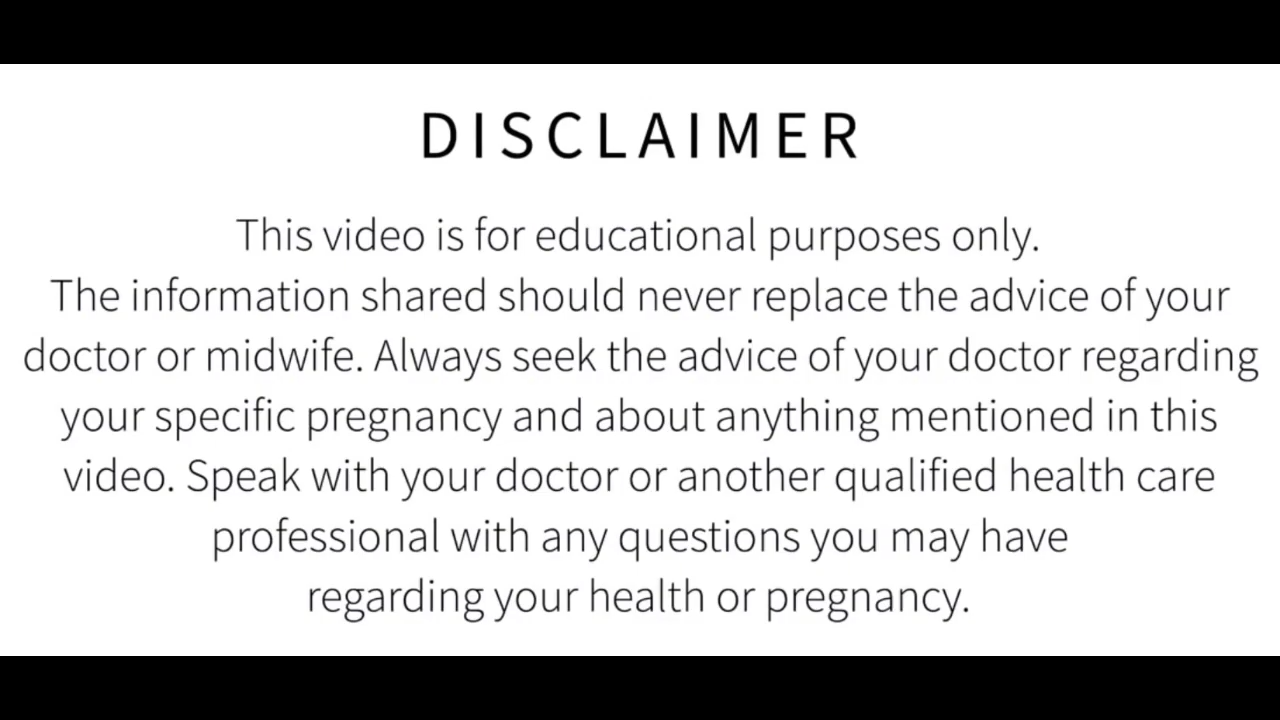 DISCLAIMER
This video is for educational purposes only.
The information shared should never replace the advice of your
doctor or midwife. Always seek the advice of your doctor regarding
your specific pregnancy and about anything mentioned in this
video. Speak with your doctor or another qualified health care
professional with any questions you may have
regarding your health or pregnancy.